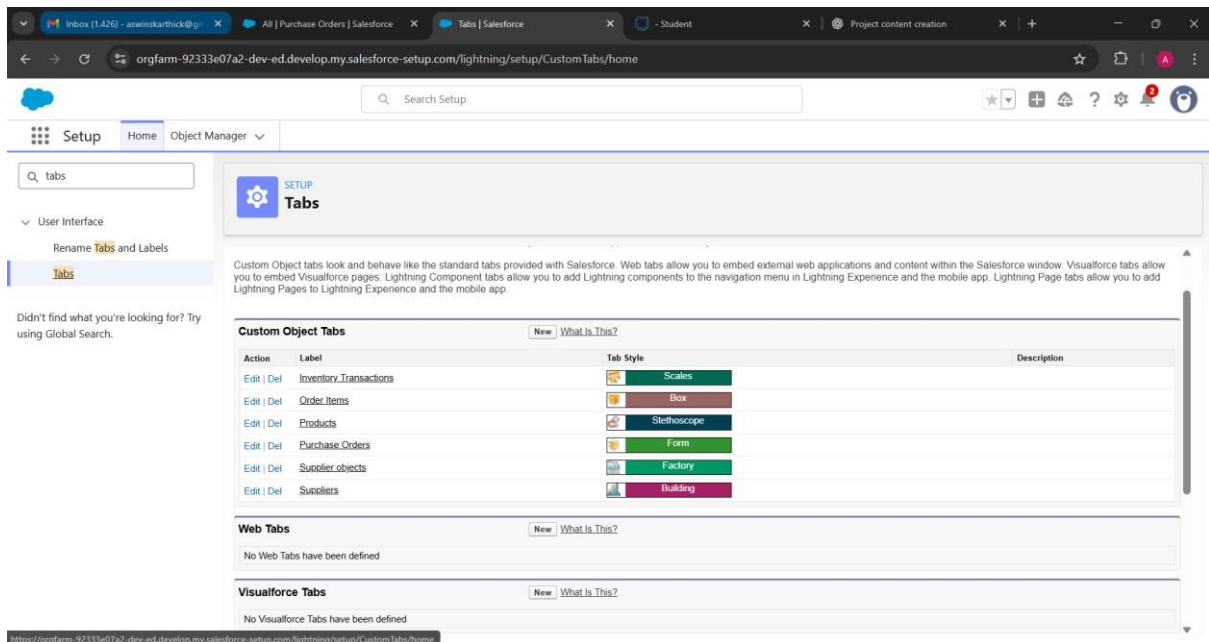 Inbox (1,426) - aswinskarthick@gm
All | Purchase Orders | Salesforce
Tabs | Salesforce
- Student
Project content creation
orgfarm-92333e07a2-dev-ed.develop.my.salesforce-setup.com/lightning/setup/CustomTabs/home
A
Search Setup
2
Setup
Home
Object Manager
tabs
User Interface
Rename Tabs and Labels
Tabs
Didn't find what you're looking for? Try
using Global Search.
SETUP
Tabs
Custom Object tabs look and behave like the standard tabs provided with Salesforce. Web tabs allow you to embed external web applications and content within the Salesforce window. Visualforce tabs allow
you to embed Visualforce pages. Lightning Component tabs allow you to add Lightning components to the navigation menu in Lightning Experience and the mobile app. Lightning Page tabs allow you to add
Lightning Pages to Lightning Experience and the mobile app.
Custom Object Tabs New What Is This?
Action Label Tab Style Description
Edit | Del Inventory Transactions Scales
Edit | Del Order Items Box
Edit | Del Products Stethoscope
Edit | Del Purchase Orders Form
Edit | Del Supplier objects Factory
Edit | Del Suppliers Building
Web Tabs New What Is This?
No Web Tabs have been defined
Visualforce Tabs New What Is This?
No Visualforce Tabs have been defined
https://orgfarm-92333e07a2-dev-ed.develop.my.salesforce-setup.com/lightning/setup/CustomTabs/home